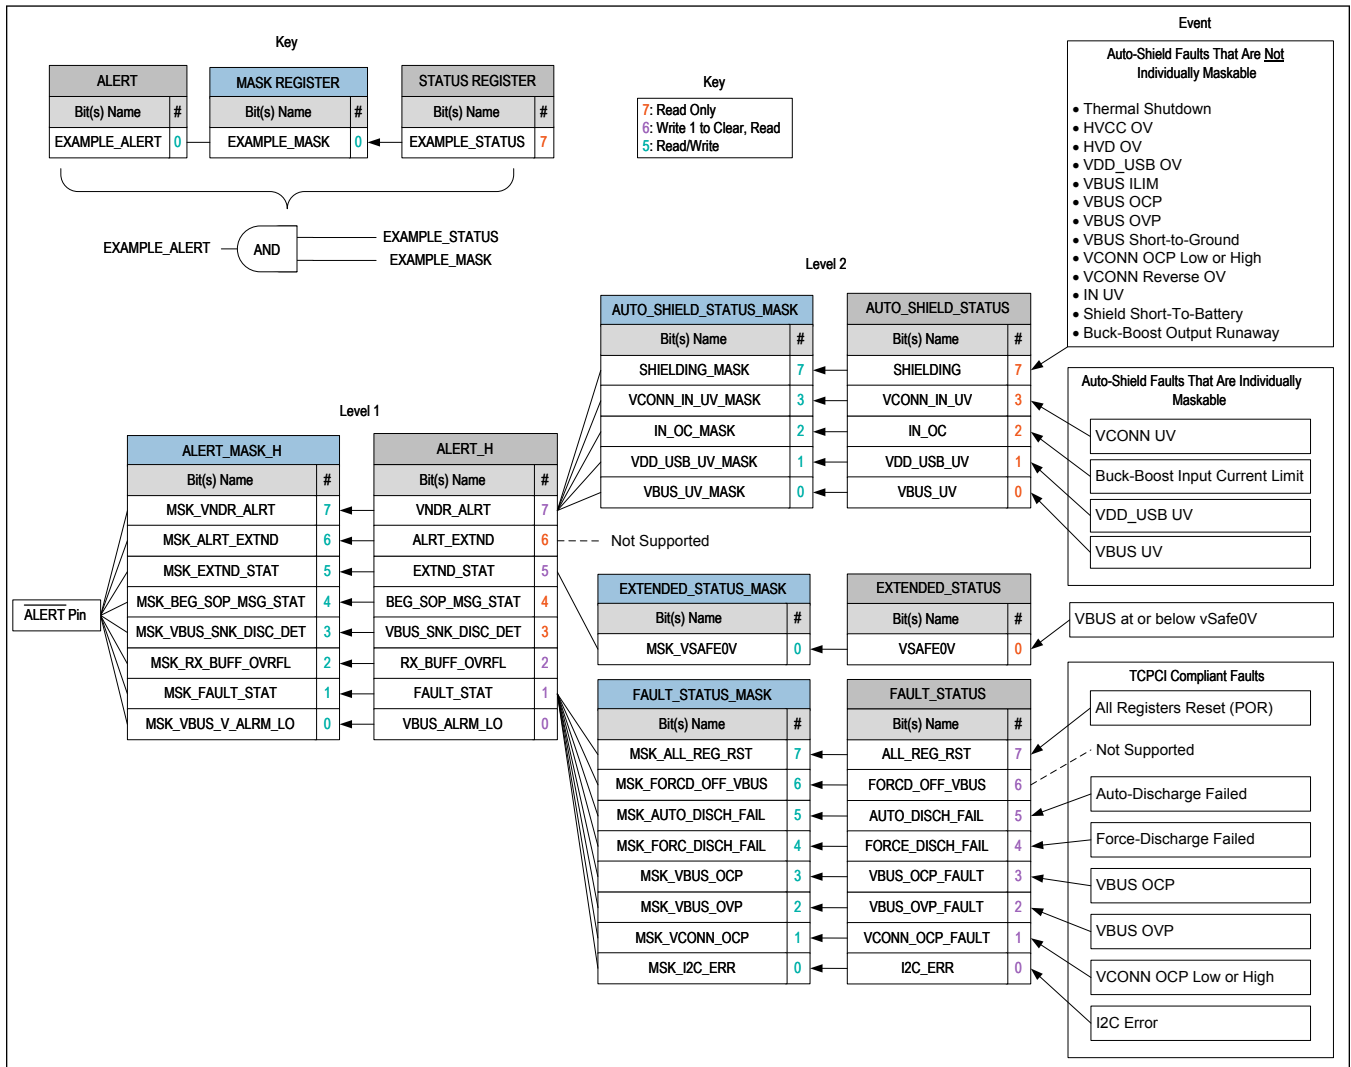 Key
ALERT
MASK REGISTER
STATUS REGISTER
Bit(s) Name #
Bit(s) Name #
Bit(s) Name #
EXAMPLE_ALERT 0
EXAMPLE_MASK 0
EXAMPLE_STATUS 7
EXAMPLE_ALERT
AND
EXAMPLE_STATUS
EXAMPLE_MASK
Key
7: Read Only
6: Write 1 to Clear, Read
5: Read/Write
Event
Auto-Shield Faults That Are Not
Individually Maskable
• Thermal Shutdown
• HVCC OV
• HVD OV
• VDD_USB OV
• VBUS ILIM
• VBUS OCP
• VBUS OVP
• VBUS Short-to-Ground
• VCONN OCP Low or High
• VCONN Reverse OV
• IN UV
• Shield Short-To-Battery
• Buck-Boost Output Runaway
Level 2
AUTO_SHIELD_STATUS_MASK
Bit(s) Name #
SHIELDING_MASK 7
VCONN_IN_UV_MASK 3
IN_OC_MASK 2
VDD_USB_UV_MASK 1
VBUS_UV_MASK 0
AUTO_SHIELD_STATUS
Bit(s) Name #
SHIELDING 7
VCONN_IN_UV 3
IN_OC 2
VDD_USB_UV 1
VBUS_UV 0
Auto-Shield Faults That Are Individually
Maskable
VCONN UV
Buck-Boost Input Current Limit
VDD_USB UV
VBUS UV
Level 1
ALERT_MASK_H
Bit(s) Name #
MSK_VNDR_ALRT 7
MSK_ALRT_EXTND 6
MSK_EXTND_STAT 5
MSK_BEG_SOP_MSG_STAT 4
MSK_VBUS_SNK_DISC_DET 3
MSK_RX_BUFF_OVRFL 2
MSK_FAULT_STAT 1
MSK_VBUS_V_ALRM_LO 0
ALERT_H
Bit(s) Name #
VNDR_ALRT 7
ALRT_EXTND 6
EXTND_STAT 5
BEG_SOP_MSG_STAT 4
VBUS_SNK_DISC_DET 3
RX_BUFF_OVRFL 2
FAULT_STAT 1
VBUS_ALRM_LO 0
ALERT Pin
Not Supported
EXTENDED_STATUS_MASK
Bit(s) Name #
MSK_VSAFE0V 0
EXTENDED_STATUS
Bit(s) Name #
VSAFE0V 0
VBUS at or below vSafe0V
FAULT_STATUS_MASK
Bit(s) Name #
MSK_ALL_REG_RST 7
MSK_FORCD_OFF_VBUS 6
MSK_AUTO_DISCH_FAIL 5
MSK_FORC_DISCH_FAIL 4
MSK_VBUS_OCP 3
MSK_VBUS_OVP 2
MSK_VCONN_OCP 1
MSK_I2C_ERR 0
FAULT_STATUS
Bit(s) Name #
ALL_REG_RST 7
FORCD_OFF_VBUS 6
AUTO_DISCH_FAIL 5
FORCE_DISCH_FAIL 4
VBUS_OCP_FAULT 3
VBUS_OVP_FAULT 2
VCONN_OCP_FAULT 1
I2C_ERR 0
TCPCI Compliant Faults
All Registers Reset (POR)
Not Supported
Auto-Discharge Failed
Force-Discharge Failed
VBUS OCP
VBUS OVP
VCONN OCP Low or High
I2C Error